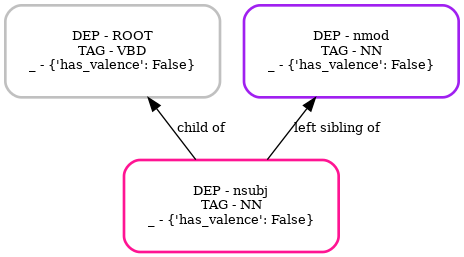 DEP - ROOT
TAG - VBD
_ - {'has_valence': False}
DEP - nmod
TAG - NN
_ - {'has_valence': False}
child of
left sibling of
DEP - nsubj
TAG - NN
_ - {'has_valence': False}